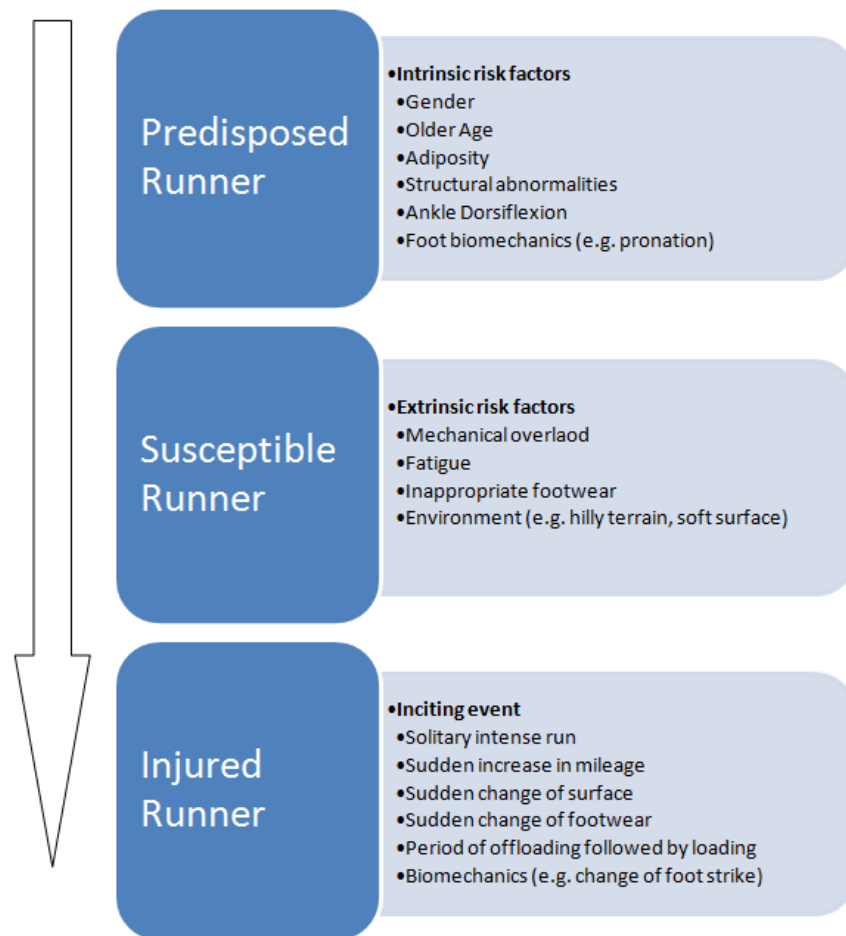 Predisposed
Runner
•Intrinsic risk factors
•Gender
•Older Age
•Adiposity
•Structural abnormalities
•Ankle Dorsiflexion
•Foot biomechanics (e.g. pronation)
Susceptible
Runner
•Extrinsic risk factors
•Mechanical overlaod
•Fatigue
•Inappropriate footwear
•Environment (e.g. hilly terrain, soft surface)
Injured
Runner
•Inciting event
•Solitary intense run
•Sudden increase in mileage
•Sudden change of surface
•Sudden change of footwear
•Period of offloading followed by loading
•Biomechanics (e.g. change of foot strike)